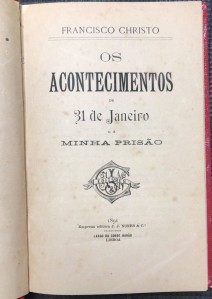 FRANCISCO CHRISTO
OS
ACONTECIMENTOS
DE
31 de Janeiro
E A
MINHA PRISÃO
LISBOA